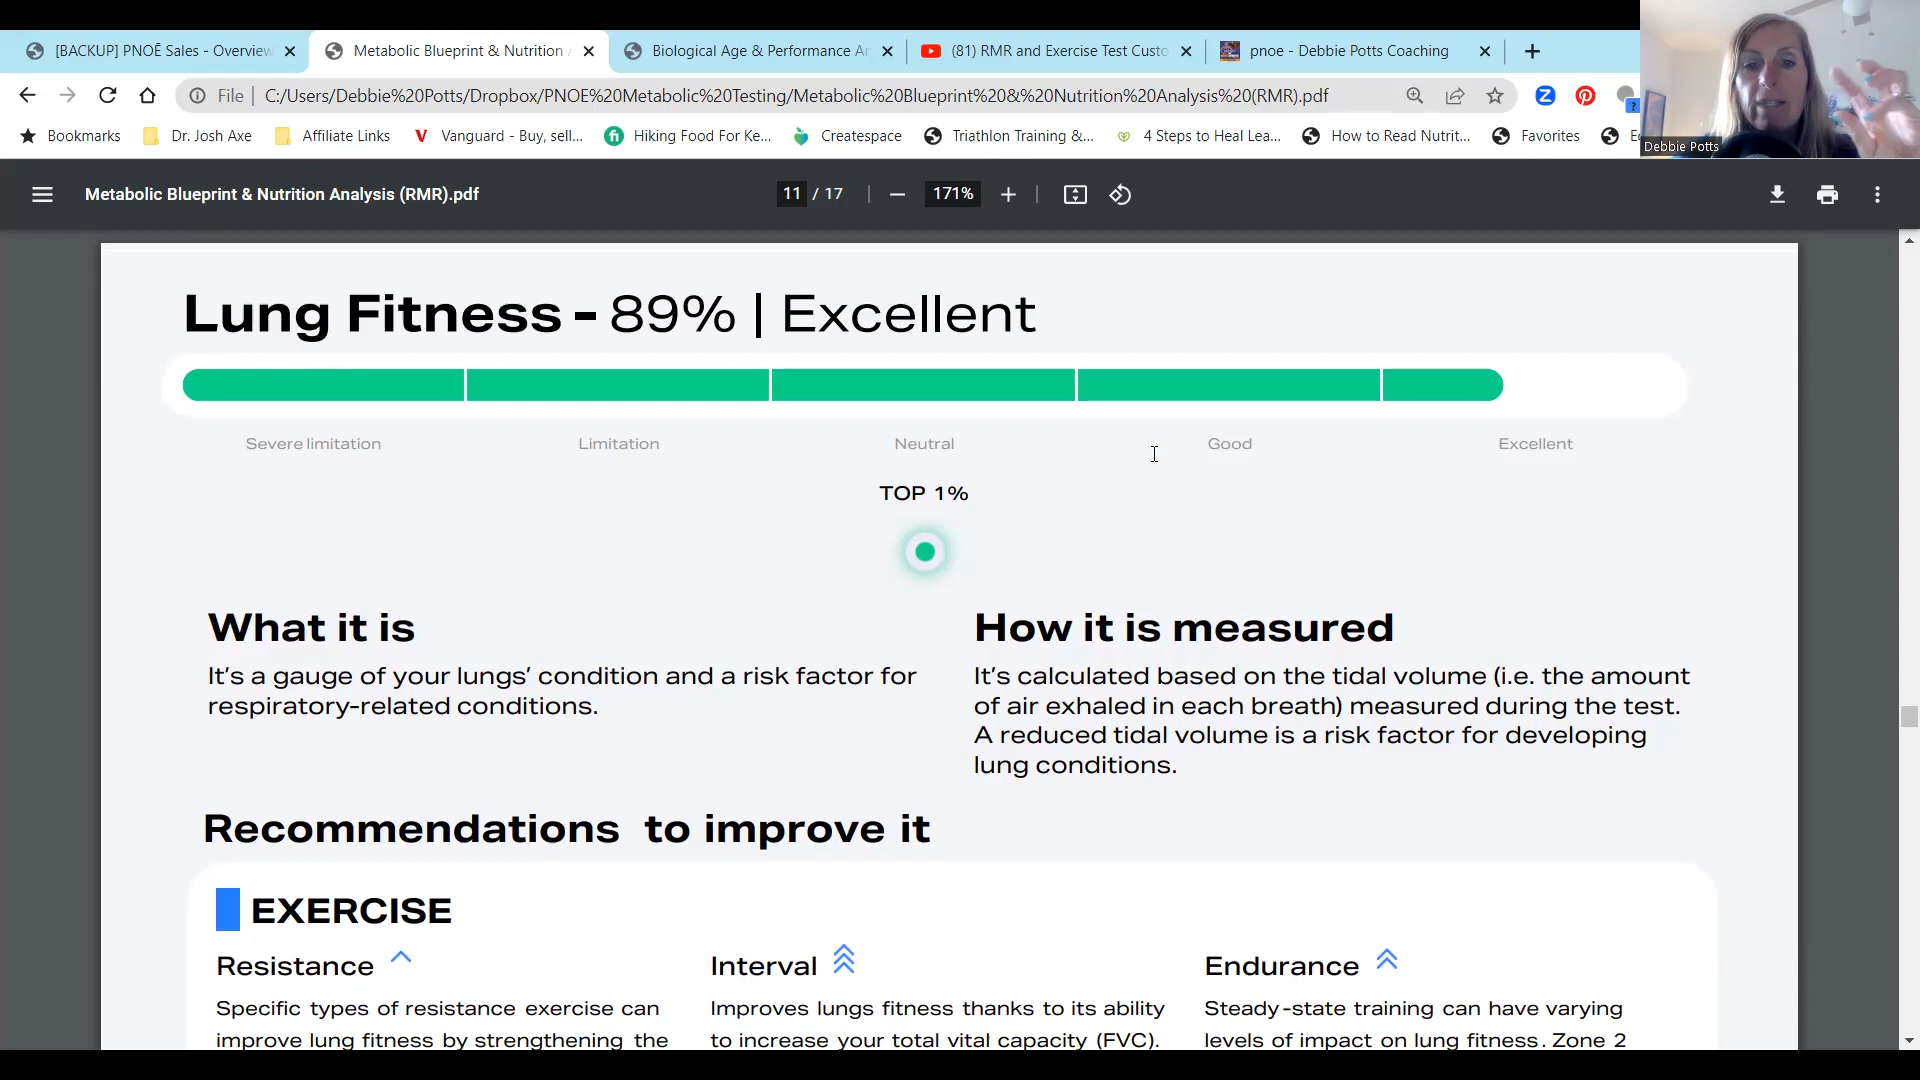 [BACKUP] PNOĒ Sales - Overview
Metabolic Blueprint & Nutrition
Biological Age & Performance An
(81) RMR and Exercise Test Custo
pnoe - Debbie Potts Coaching
File
C:/Users/Debbie%20Potts/Dropbox/PNOE%20Metabolic%20Testing/Metabolic%20Blueprint%20&%20Nutrition%20Analysis%20(RMR).pdf
Bookmarks
Dr. Josh Axe
Affiliate Links
Vanguard - Buy, sell...
Hiking Food For Ke...
Createspace
Triathlon Training &...
4 Steps to Heal Lea...
How to Read Nutrit...
Favorites
Debbie Potts
Metabolic Blueprint & Nutrition Analysis (RMR).pdf
11 / 17
171%
Lung Fitness - 89% | Excellent
Severe limitation
Limitation
Neutral
Good
Excellent
TOP 1%
What it is
It's a gauge of your lungs' condition and a risk factor for
respiratory-related conditions.
How it is measured
It's calculated based on the tidal volume (i.e. the amount
of air exhaled in each breath) measured during the test.
A reduced tidal volume is a risk factor for developing
lung conditions.
Recommendations to improve it
EXERCISE
Resistance
Specific types of resistance exercise can
improve lung fitness by strengthening the
Interval
Improves lungs fitness thanks to its ability
to increase your total vital capacity (FVC).
Endurance
Steady-state training can have varying
levels of impact on lung fitness. Zone 2